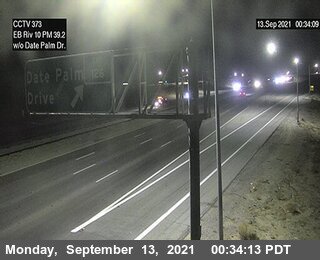 CCTV 373
EB Riv 10 PM 39.2
w/o Date Palm Dr.
13.Sep 2021
00:34:09
Date Palm
Drive
126
Monday, September 13, 2021 00:34:13 PDT